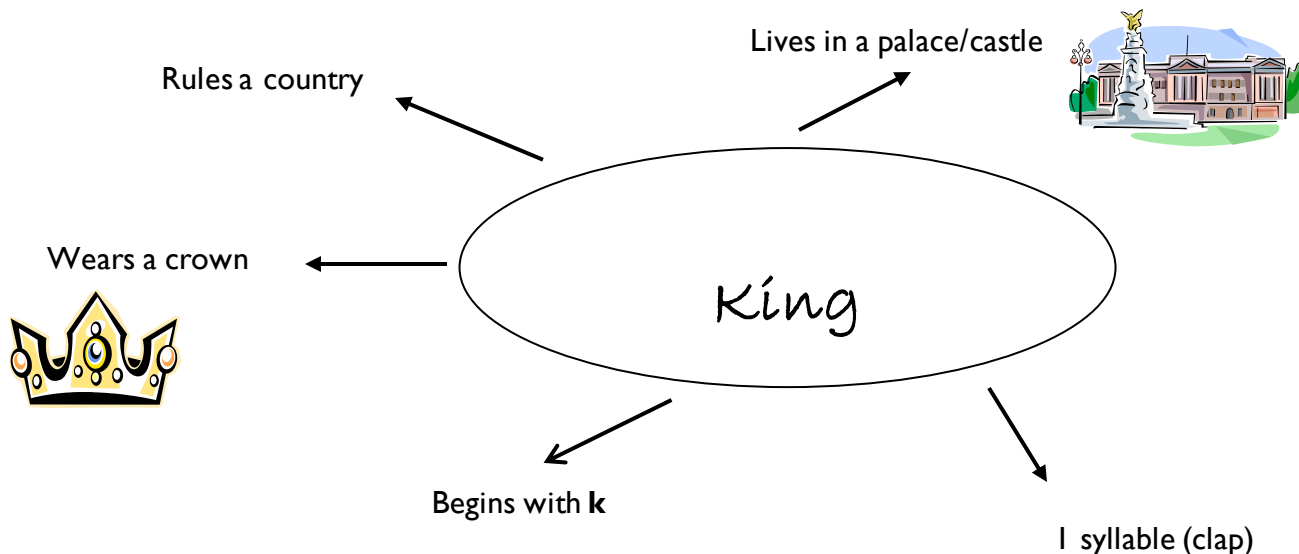 Lives in a palace/castle
Rules a country
Wears a crown
King
Begins with k
1 syllable (clap)